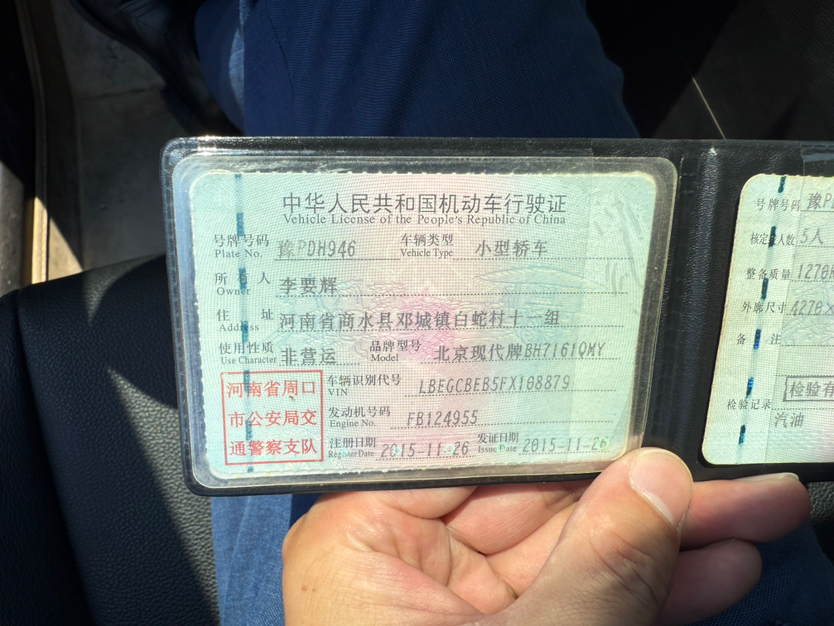 中华人民共和国机动车行驶证
Vehicle License of the People's Republic of China
号牌号码 豫PDH946 车辆类型 小型轿车
Plate No. Vehicle Type
所有人 李要辉
Owner
住址 河南省商水县邓城镇白蛇村十一组
Address
使用性质 非营运 品牌型号 北京现代牌BH7161QMY
Use Character Model
河南省周口
市公安局交
通警察支队
车辆识别代号 LBEGCBEB5FX108879
VIN
发动机号码 FB124955
Engine No.
注册日期 2015-11-26 发证日期 2015-11-26
Register Date Issue Date
号牌号码 豫P
核定载人数 5人
整备质量 1278
外廓尺寸 4278X
备注
检验有
检验记录
汽油